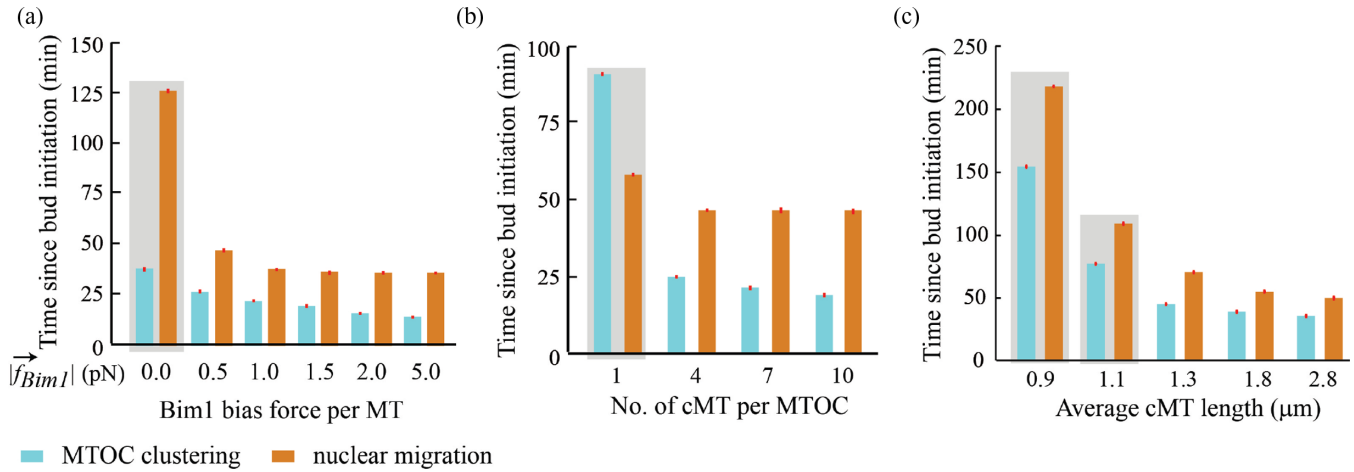 (a)
Time since bud initiation (min)
150
125
100
75
50
25
0
|f_Bim1| (pN) 0.0 0.5 1.0 1.5 2.0 5.0
Bim1 bias force per MT
(b)
Time since bud initiation (min)
100
75
50
25
0
1 4 7 10
No. of cMT per MTOC
(c)
Time since bud initiation (min)
250
200
150
100
50
0
0.9 1.1 1.3 1.8 2.8
Average cMT length (μm)
MTOC clustering nuclear migration